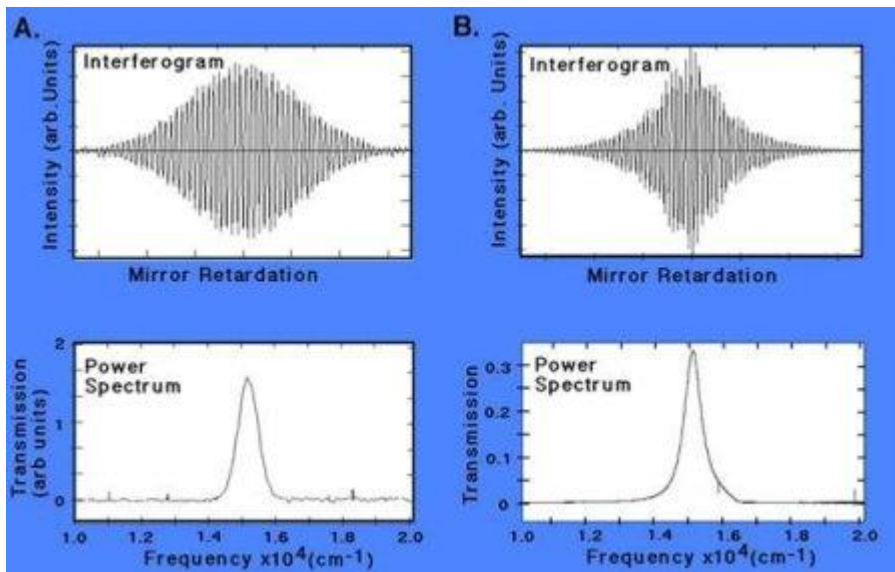 A.
Interferogram
Intensity (arb.Units)
Mirror Retardation
2
1
0
Power
Spectrum
Transmission
(arb units)
1.0 1.2 1.4 1.6 1.8 2.0
Frequency x10⁴(cm⁻¹)
B.
Interferogram
Intensity (arb. Units)
Mirror Retardation
0.3
0.2
0.1
0
Power
Spectrum
Transmission
1.0 1.2 1.4 1.6 1.8 2.0
Frequency x10⁴(cm⁻¹)